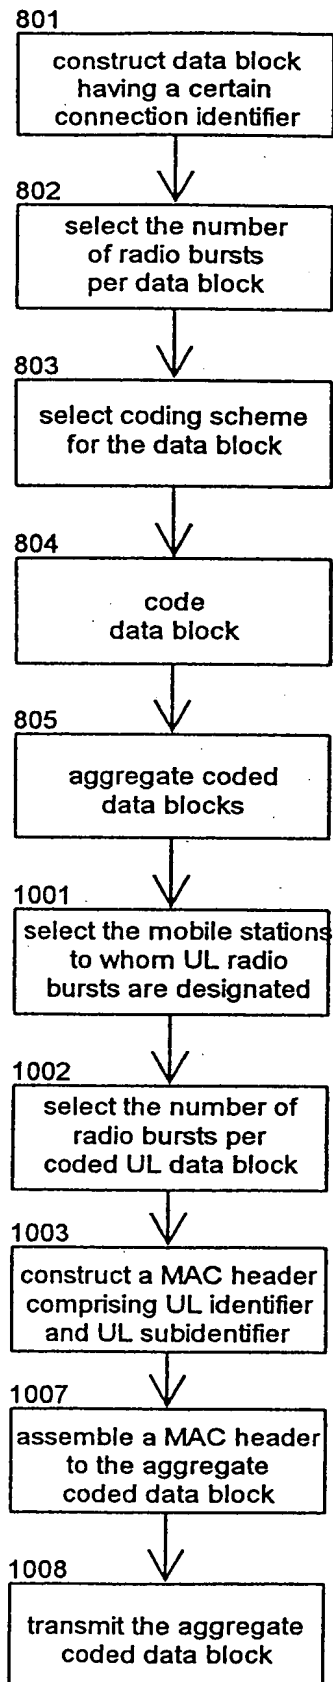 801
construct data block
having a certain
connection identifier
802
select the number
of radio bursts
per data block
803
select coding scheme
for the data block
804
code
data block
805
aggregate coded
data blocks
1001
select the mobile stations
to whom UL radio
bursts are designated
1002
select the number of
radio bursts per
coded UL data block
1003
construct a MAC header
comprising UL identifier
and UL subidentifier
1007
assemble a MAC header
to the aggregate
coded data block
1008
transmit the aggregate
coded data block